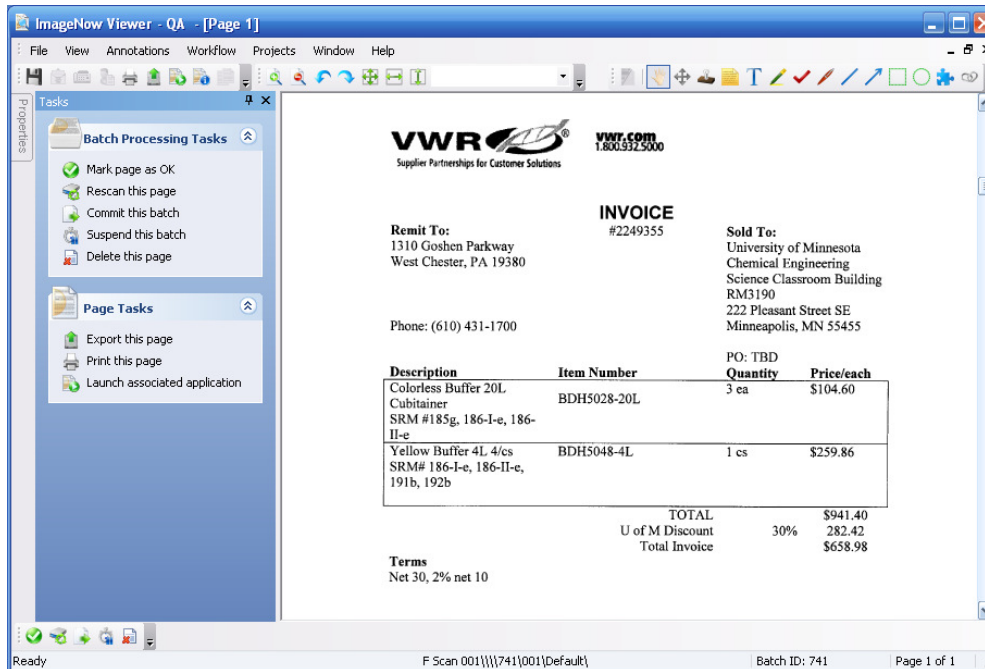 ImageNow Viewer - QA - [Page 1]
File View Annotations Workflow Projects Window Help
Properties
Tasks
Batch Processing Tasks
Mark page as OK
Rescan this page
Commit this batch
Suspend this batch
Delete this page
Page Tasks
Export this page
Print this page
Launch associated application
VWR®
Supplier Partnerships for Customer Solutions
vwr.com
1.800.932.5000
INVOICE
#2249355
Remit To:
1310 Goshen Parkway
West Chester, PA 19380
Phone: (610) 431-1700
Sold To:
University of Minnesota
Chemical Engineering
Science Classroom Building
RM3190
222 Pleasant Street SE
Minneapolis, MN 55455
PO: TBD
Description Item Number Quantity Price/each
Colorless Buffer 20L
Cubitainer
SRM #185g, 186-I-e, 186-
II-e
BDH5028-20L
3 ea $104.60
Yellow Buffer 4L 4/cs
SRM# 186-I-e, 186-II-e,
191b, 192b
BDH5048-4L
1 cs $259.86
TOTAL $941.40
U of M Discount 30% 282.42
Total Invoice $658.98
Terms
Net 30, 2% net 10
Ready F Scan 001\\\\741\001\Default\ Batch ID: 741 Page 1 of 1